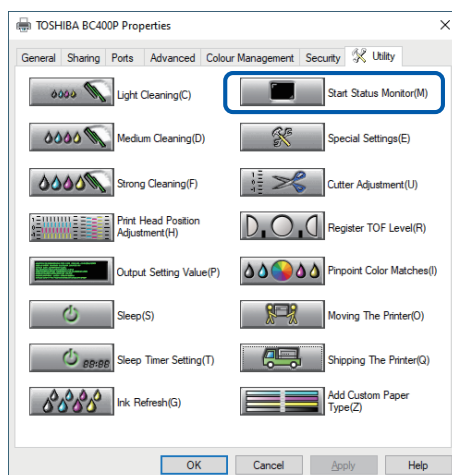 TOSHIBA BC400P Properties
General Sharing Ports Advanced Colour Management Security Utility
Light Cleaning(C)
Start Status Monitor(M)
Medium Cleaning(D)
Special Settings(E)
Strong Cleaning(F)
Cutter Adjustment(U)
Print Head Position
Adjustment(H)
Register TOF Level(R)
Output Setting Value(P)
Pinpoint Color Matches(I)
Sleep(S)
Moving The Printer(O)
88:88
Sleep Timer Setting(T)
Shipping The Printer(Q)
Ink Refresh(G)
Add Custom Paper
Type(Z)
OK Cancel Apply Help